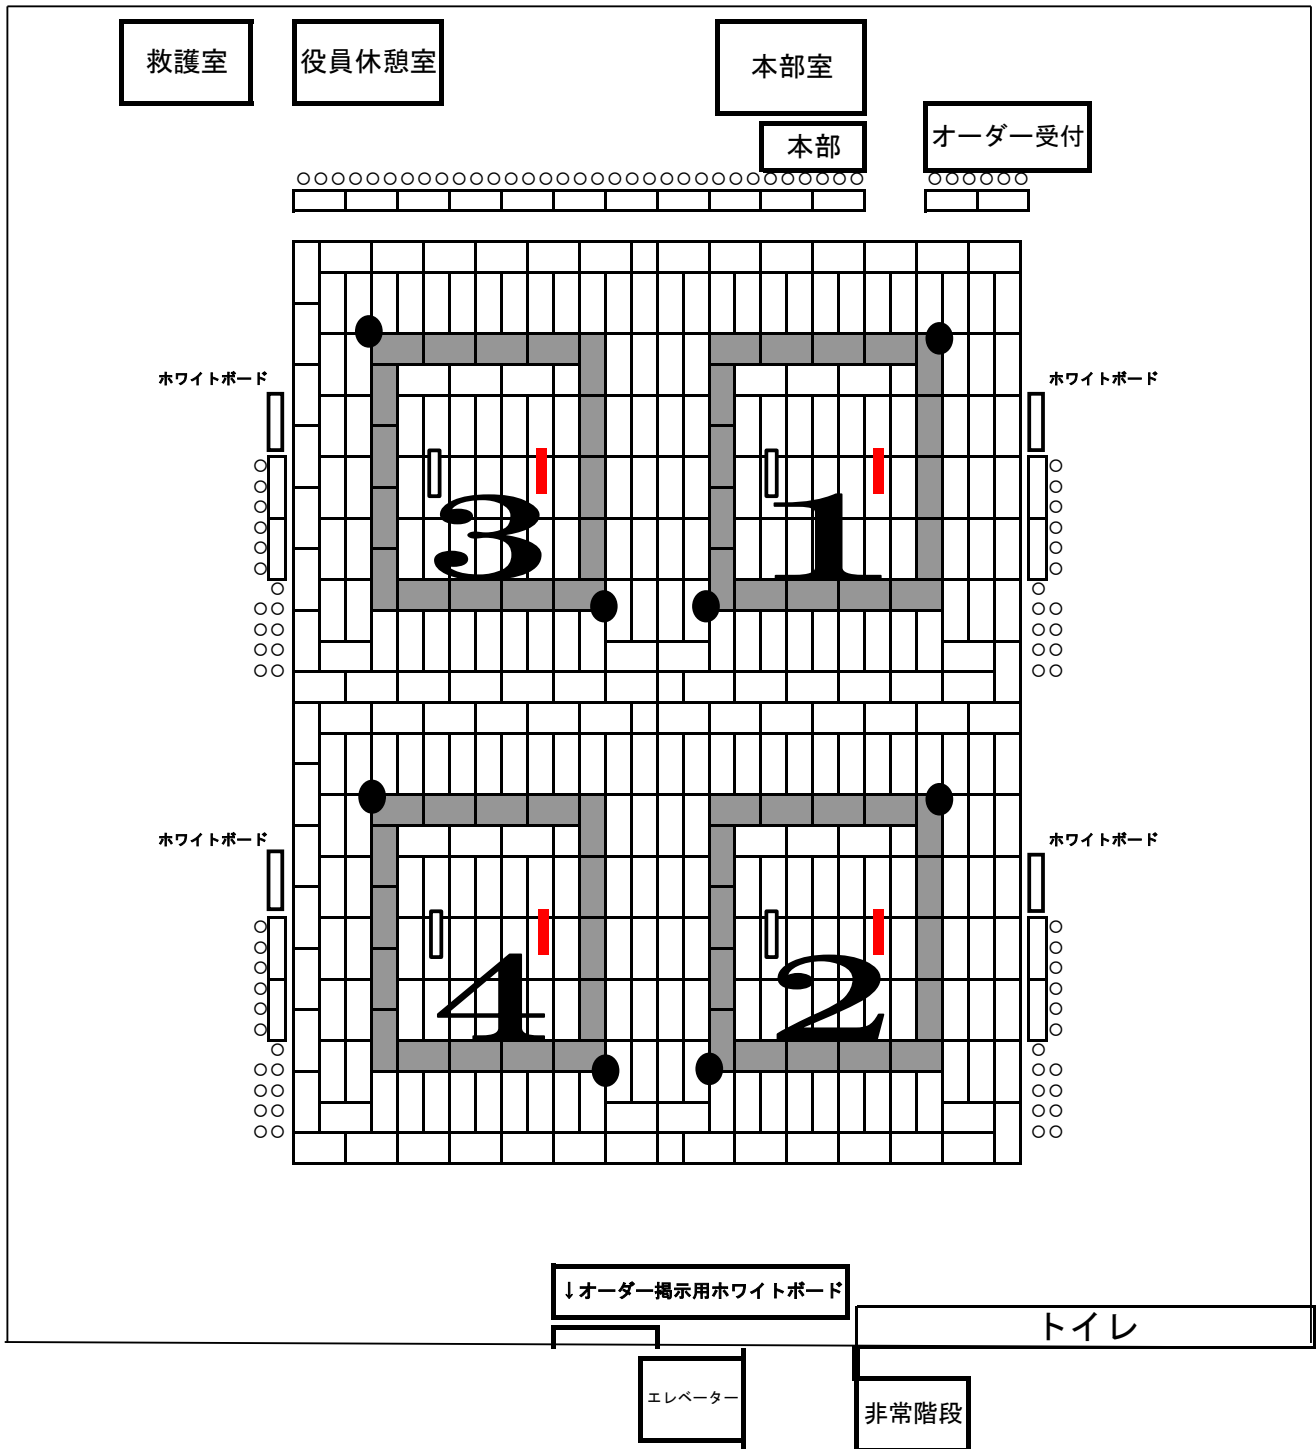 救護室
役員休憩室
本部室
本部
オーダー受付
ホワイトボード
ホワイトボード
3
1
ホワイトボード
ホワイトボード
4
2
↓オーダー掲示用ホワイトボード
トイレ
エレベーター
非常階段